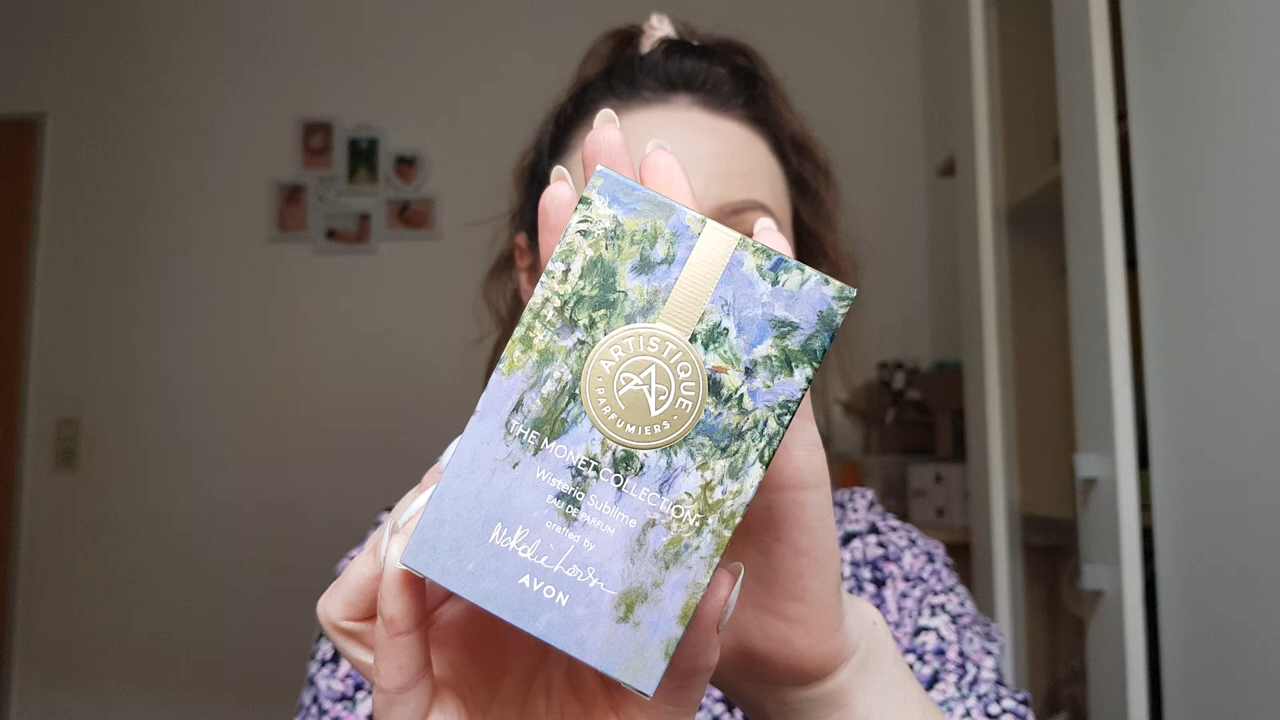 ARTISTIQUE
PARFUMIERS
THE MONET COLLECTION
Wisteria Sublime
EAU DE PARFUM
crafted by
AVON